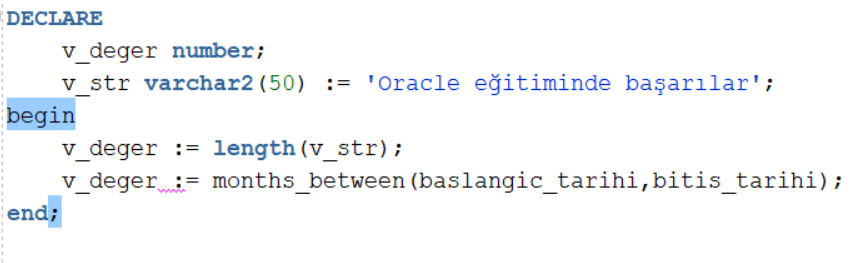 DECLARE
v_deger number;
v_str varchar2(50) := 'Oracle eğitiminde başarılar';
begin
v_deger := length(v_str);
v_deger := months_between(baslangic_tarihi,bitis_tarihi);
end;